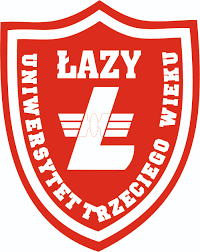 ŁAZY
Ł
UNIWERSYTET TRZECIEGO WIEKU